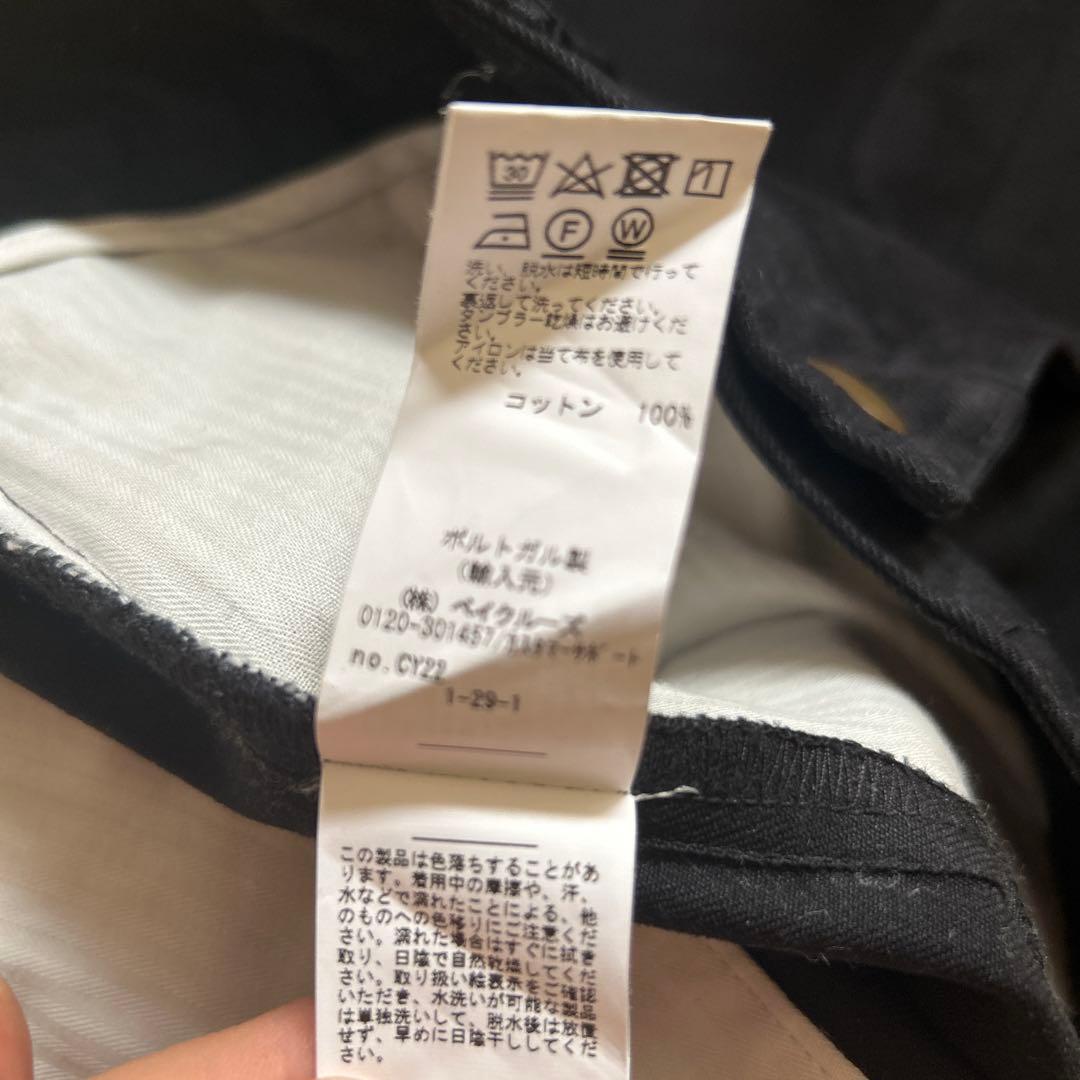 30
1
F W
洗い、脱水は短時間で行って
ください。
裏返して洗ってください。
タンブラー乾燥はお避けくだ
さい。
アイロンは当て布を使用して
ください。
コットン 100%
ポルトガル製
(輸入元)
(株) ベイクルーズ
0120-301457/
no.CY22
1-29-1
この製品は色落ちすることがあ
ります。着用中の摩擦や、汗、
水などで濡れたことによる、他
のものへの色移りにご注意くだ
さい。濡れた場合はすぐに拭き
取り、日陰で自然乾燥してくだ
さい。取り扱い絵表示をご確認
いただき、水洗いが可能な製品
は単独洗いして、脱水後は放置
せず、早めに日陰干ししてくだ
さい。